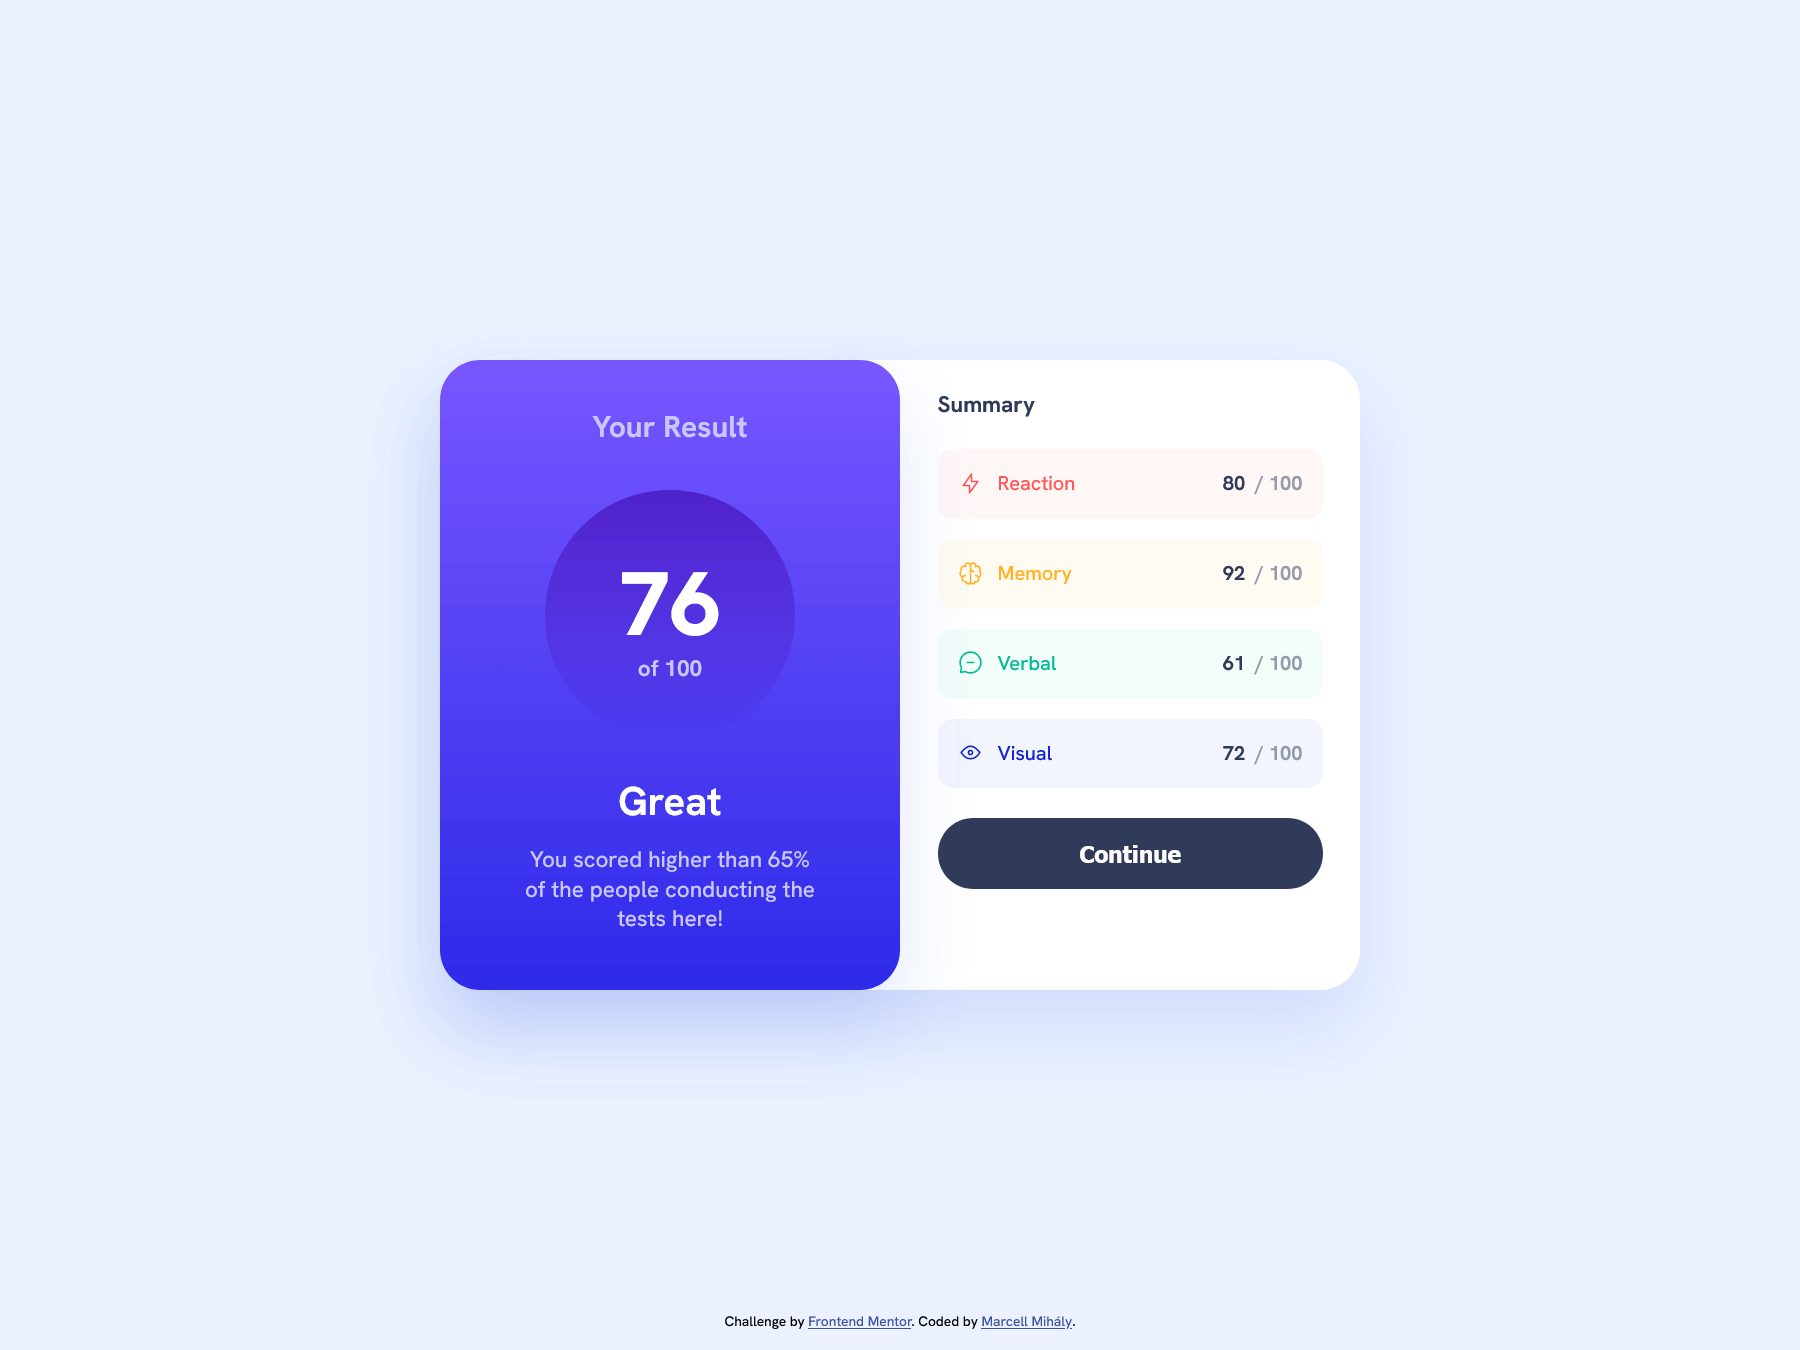 Your Result
76
of 100
Great
You scored higher than 65%
of the people conducting the
tests here!
Summary
Reaction 80 / 100
Memory 92 / 100
Verbal 61 / 100
Visual 72 / 100
Continue
Challenge by Frontend Mentor. Coded by Marcell Mihály.